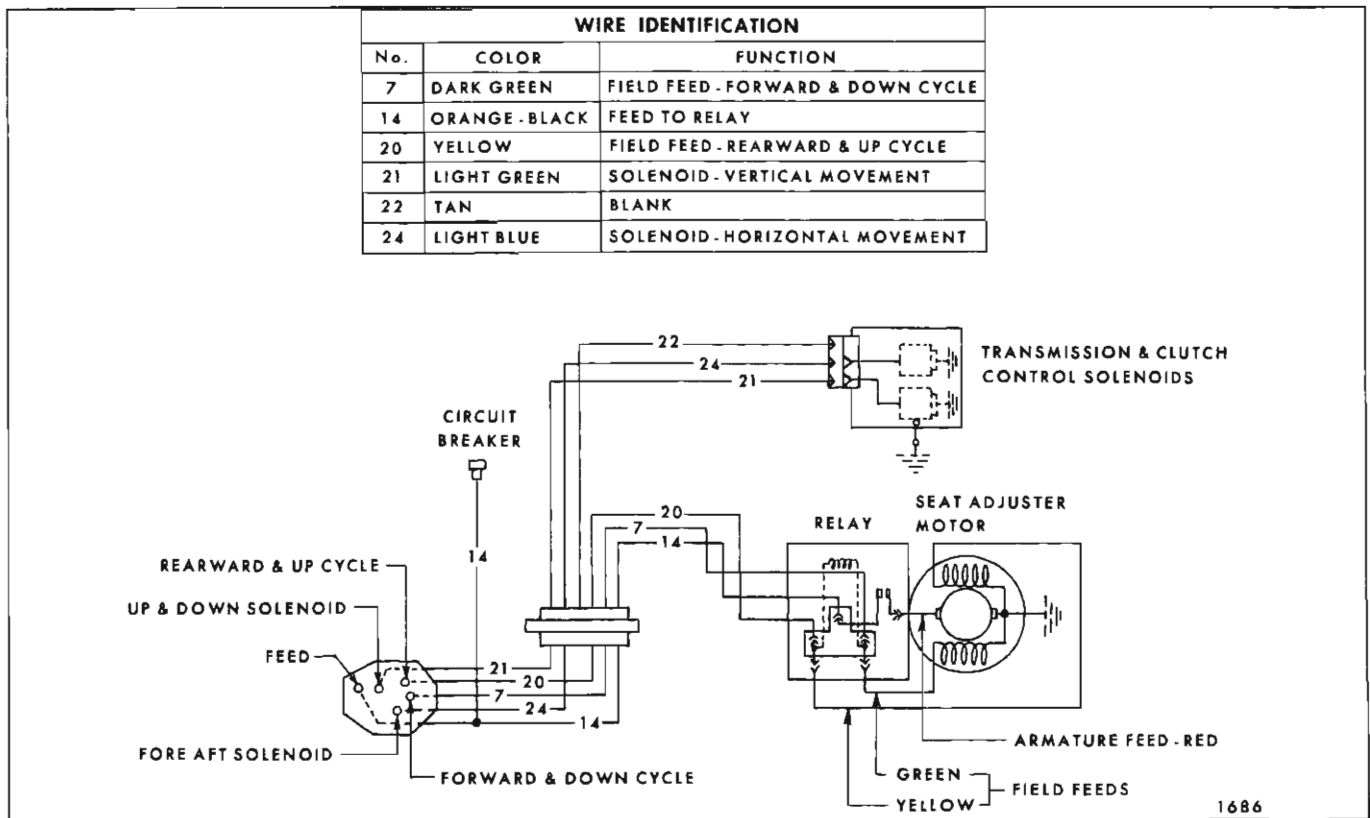 WIRE IDENTIFICATION
No. COLOR FUNCTION
7 DARK GREEN FIELD FEED - FORWARD & DOWN CYCLE
14 ORANGE - BLACK FEED TO RELAY
20 YELLOW FIELD FEED - REARWARD & UP CYCLE
21 LIGHT GREEN SOLENOID - VERTICAL MOVEMENT
22 TAN BLANK
24 LIGHT BLUE SOLENOID - HORIZONTAL MOVEMENT
22
24
21
TRANSMISSION & CLUTCH
CONTROL SOLENOIDS
CIRCUIT
BREAKER
14
20
7
14
RELAY
SEAT ADJUSTER
MOTOR
REARWARD & UP CYCLE
UP & DOWN SOLENOID
FEED
21
20
7
24
14
FORE AFT SOLENOID
FORWARD & DOWN CYCLE
ARMATURE FEED - RED
GREEN
YELLOW
FIELD FEEDS
1686